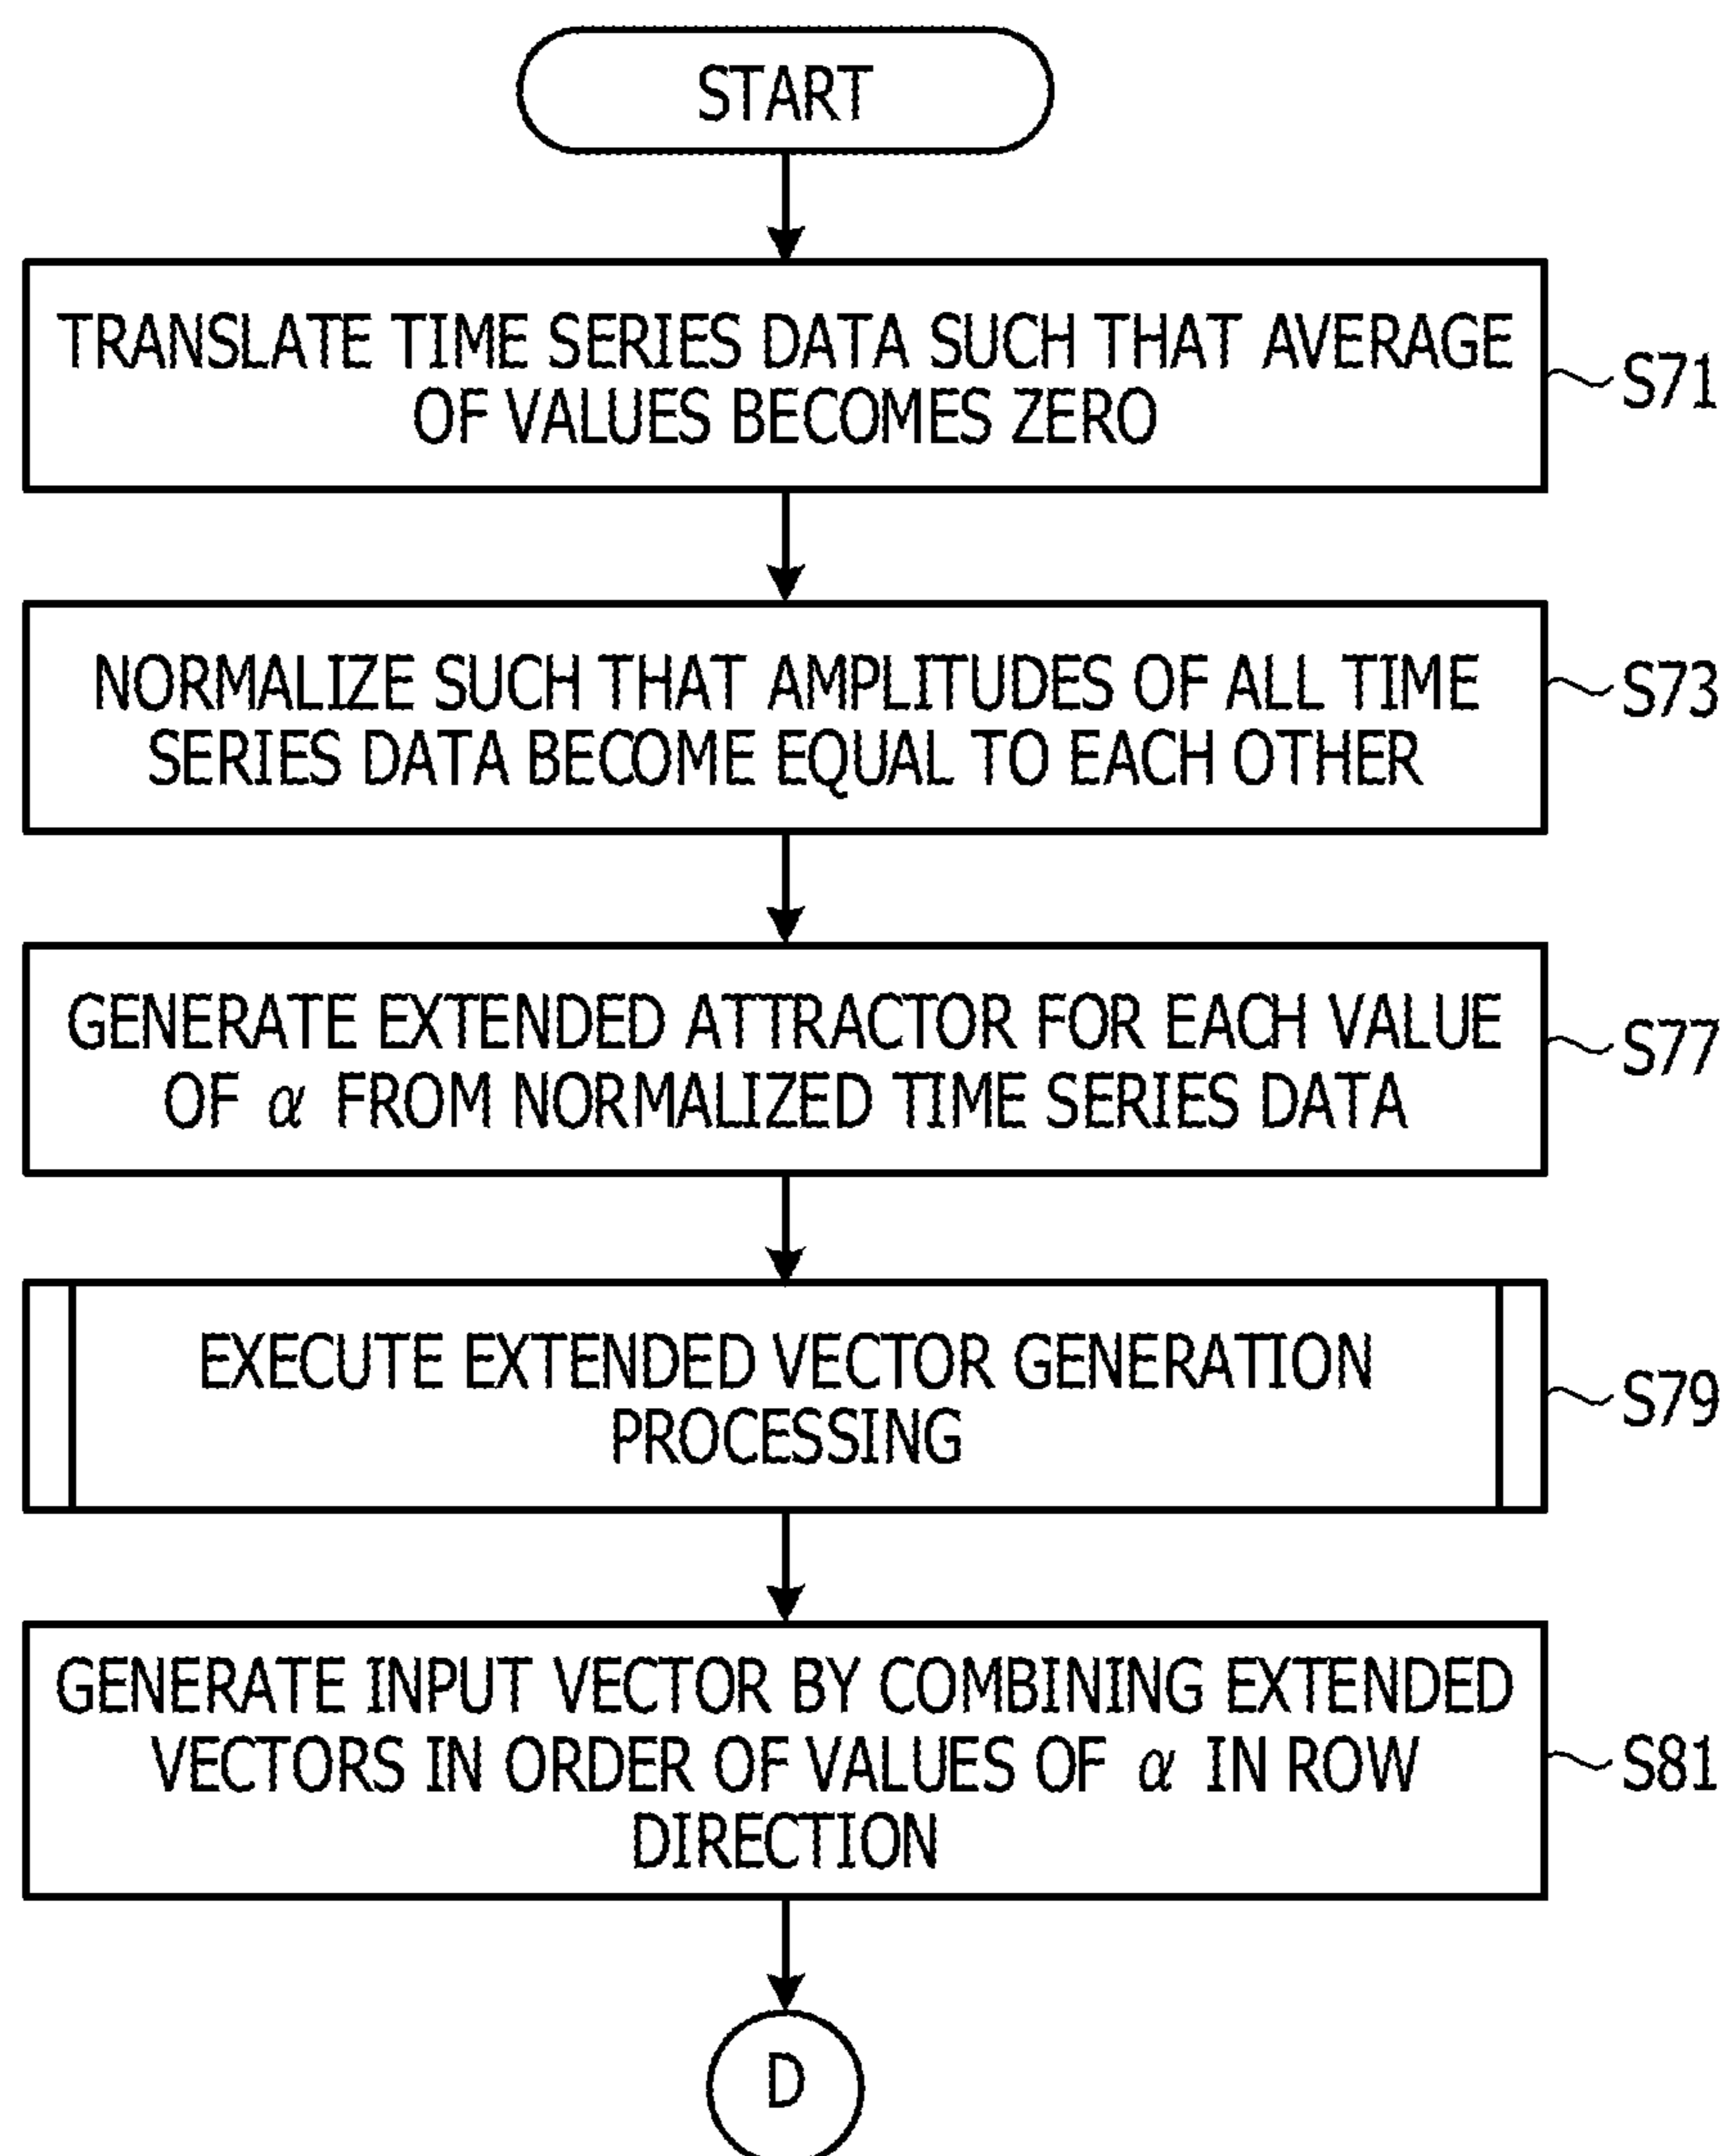 START
TRANSLATE TIME SERIES DATA SUCH THAT AVERAGE
OF VALUES BECOMES ZERO
S71
NORMALIZE SUCH THAT AMPLITUDES OF ALL TIME
SERIES DATA BECOME EQUAL TO EACH OTHER
S73
GENERATE EXTENDED ATTRACTOR FOR EACH VALUE
OF α FROM NORMALIZED TIME SERIES DATA
S77
EXECUTE EXTENDED VECTOR GENERATION
PROCESSING
S79
GENERATE INPUT VECTOR BY COMBINING EXTENDED
VECTORS IN ORDER OF VALUES OF α IN ROW
DIRECTION
S81
D